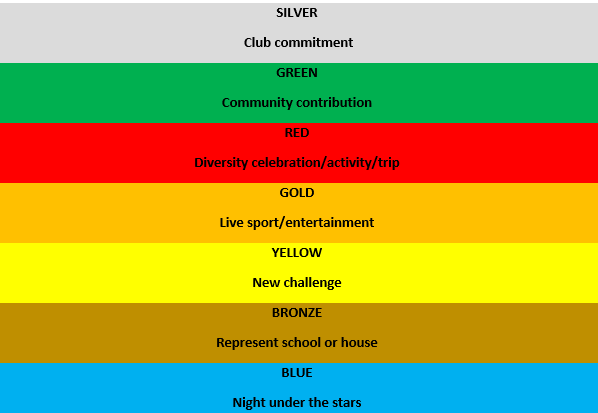 SILVER
Club commitment
GREEN
Community contribution
RED
Diversity celebration/activity/trip
GOLD
Live sport/entertainment
YELLOW
New challenge
BRONZE
Represent school or house
BLUE
Night under the stars